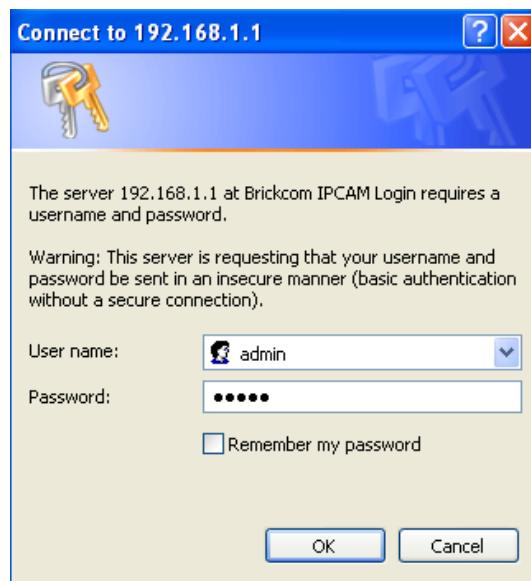 Connect to 192.168.1.1
The server 192.168.1.1 at Brickcom IPCAM Login requires a
username and password.
Warning: This server is requesting that your username and
password be sent in an insecure manner (basic authentication
without a secure connection).
User name:
admin
Password:
•••••
Remember my password
OK
Cancel